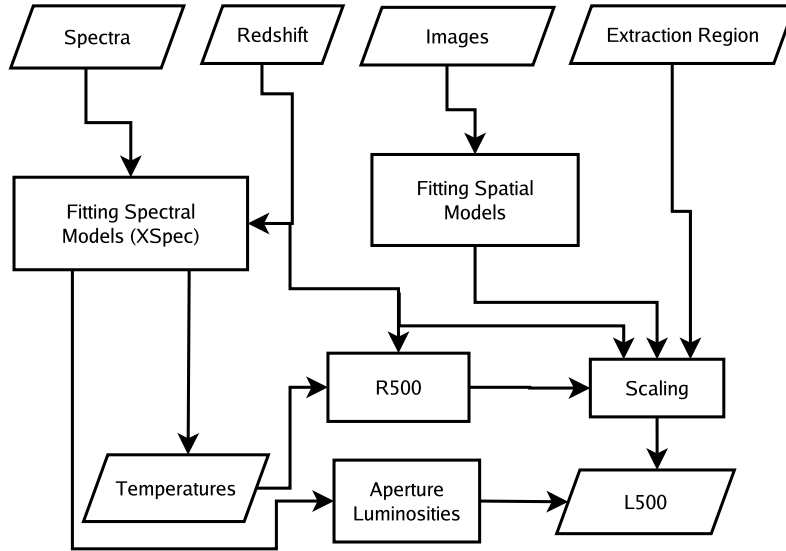 Spectra
Redshift
Images
Extraction Region
Fitting Spectral
Models (XSpec)
Fitting Spatial
Models
R500
Scaling
Temperatures
Aperture
Luminosities
L500